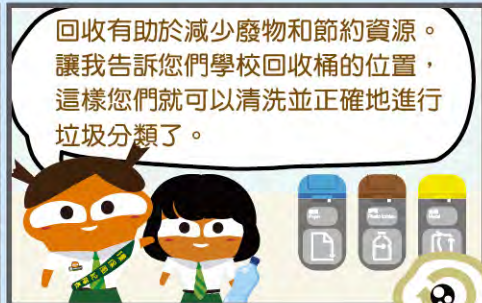 回收有助於減少廢物和節約資源。
讓我告訴您們學校回收桶的位置，
這樣您們就可以清洗並正確地進行
垃圾分類了。